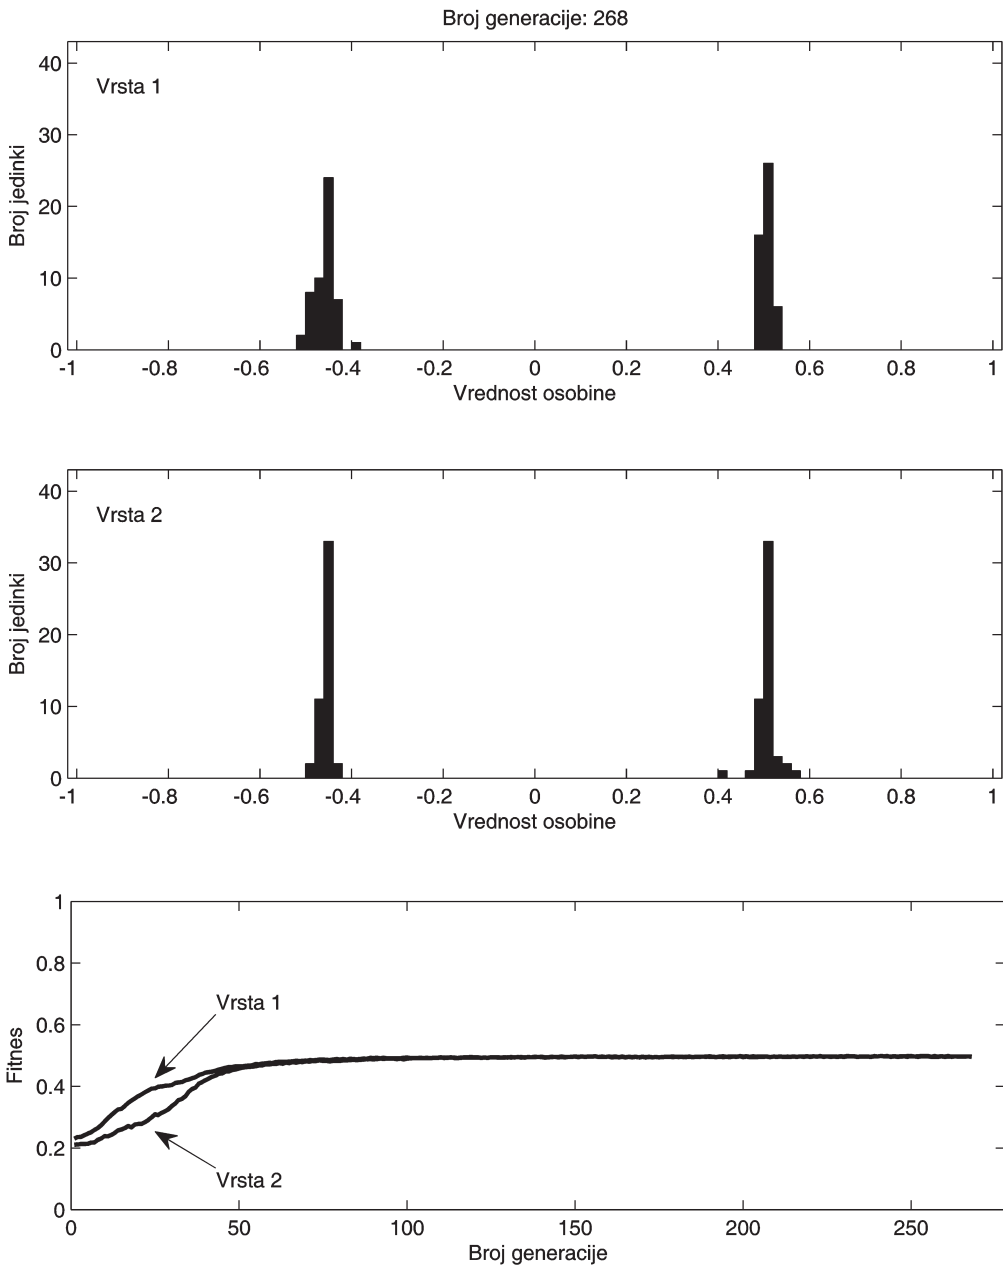 Broj generacije: 268
40
30
20
10
0
Broj jedinki
Vrsta 1
-1 -0.8 -0.6 -0.4 -0.2 0 0.2 0.4 0.6 0.8 1
Vrednost osobine
40
30
20
10
0
Broj jedinki
Vrsta 2
-1 -0.8 -0.6 -0.4 -0.2 0 0.2 0.4 0.6 0.8 1
Vrednost osobine
1
0.8
0.6
0.4
0.2
0
Fitnes
Vrsta 1
Vrsta 2
0 50 100 150 200 250
Broj generacije